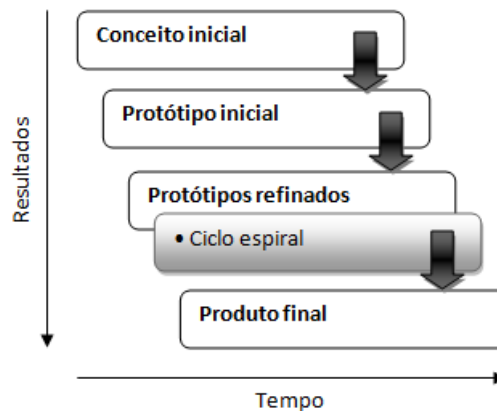 Conceito inicial
Protótipo inicial
Resultados
Protótipos refinados
• Ciclo espiral
Produto final
Tempo